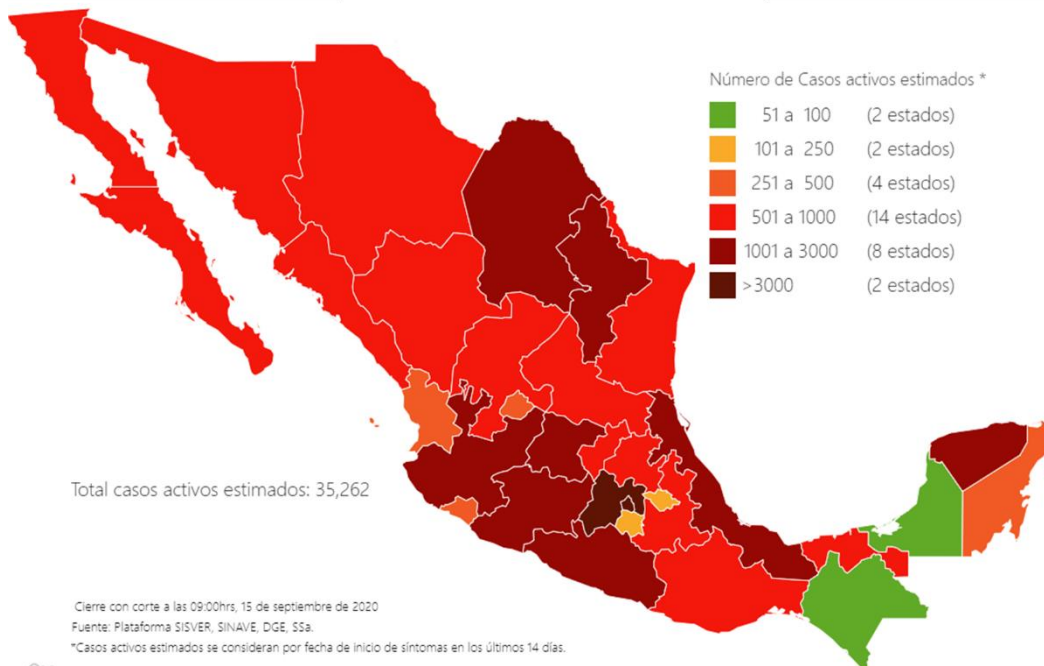 Número de Casos activos estimados *
51 a 100 (2 estados)
101 a 250 (2 estados)
251 a 500 (4 estados)
501 a 1000 (14 estados)
1001 a 3000 (8 estados)
>3000 (2 estados)
Total casos activos estimados: 35,262
Cierre con corte a las 09:00hrs, 15 de septiembre de 2020
Fuente: Plataforma SISVER, SINAVE, DGE, SSa.
*Casos activos estimados se consideran por fecha de inicio de síntomas en los últimos 14 días.